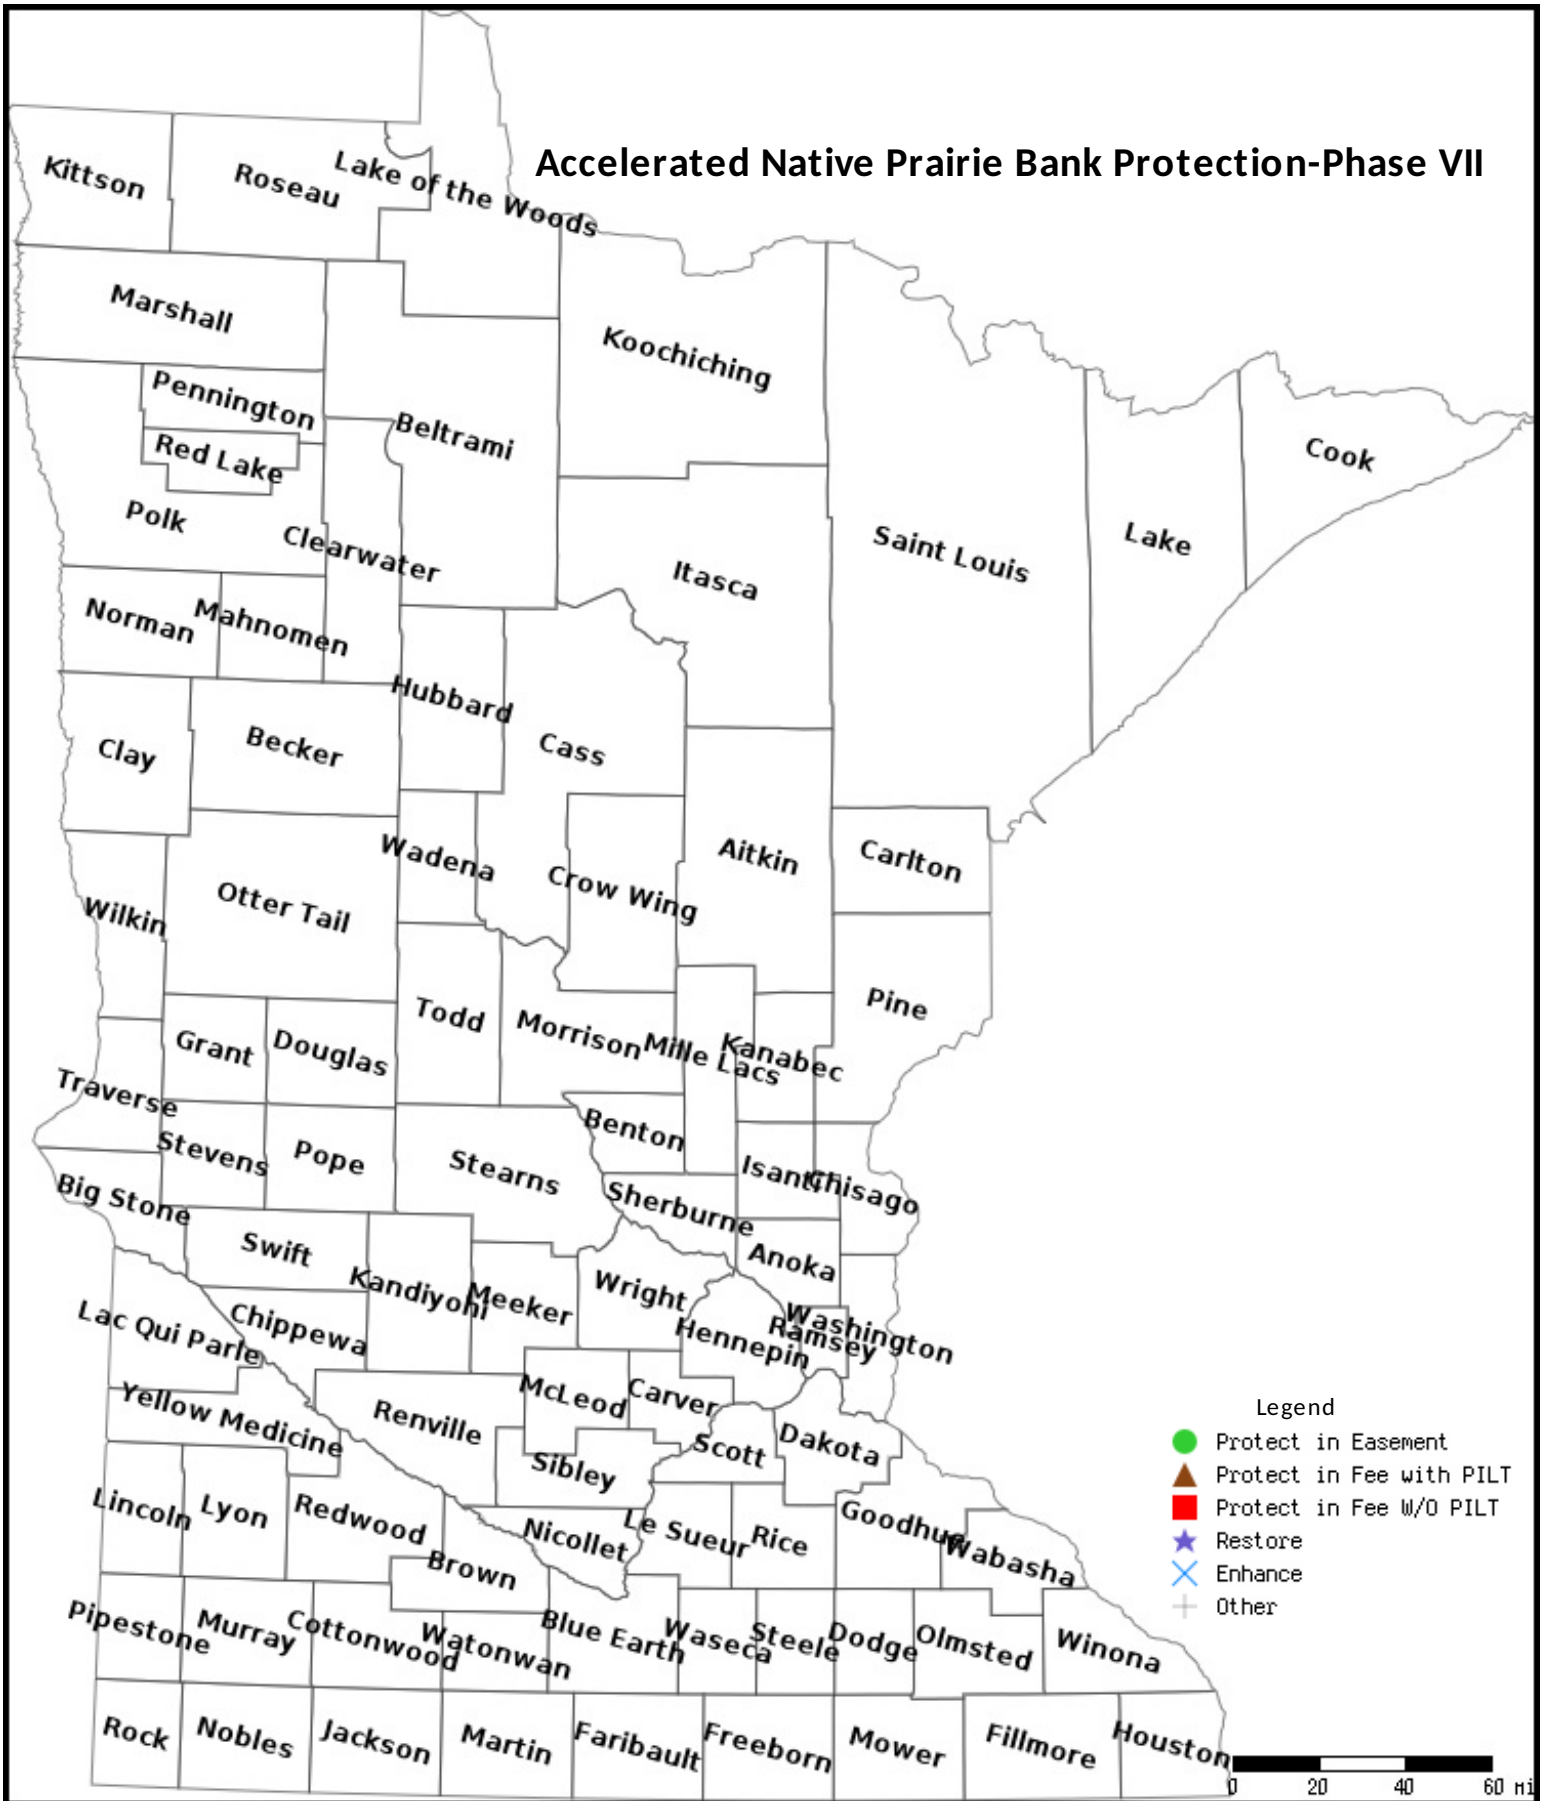 Accelerated Native Prairie Bank Protection-Phase VII
Kittson
Roseau
Lake of the Woods
Marshall
Koochiching
Pennington
Beltrami
Red Lake
Cook
Polk
Clearwater
Saint Louis
Lake
Itasca
Norman
Mahnomen
Hubbard
Clay
Becker
Cass
Wadena
Aitkin
Carlton
Otter Tail
Crow Wing
Wilkin
Pine
Todd
Morrison
Mille Lacs
Kanabec
Grant
Douglas
Traverse
Benton
Stevens
Pope
Stearns
Isanti
Chisago
Big Stone
Sherburne
Swift
Anoka
Kandiyohi
Meeker
Wright
Washington
Ramsey
Hennepin
Lac Qui Parle
Chippewa
McLeod
Carver
Yellow Medicine
Renville
Scott
Dakota
Sibley
Lincoln
Lyon
Redwood
Nicollet
Le Sueur
Rice
Goodhue
Wabasha
Brown
Pipestone
Murray
Cottonwood
Watonwan
Blue Earth
Waseca
Steele
Dodge
Olmsted
Winona
Rock
Nobles
Jackson
Martin
Faribault
Freeborn
Mower
Fillmore
Houston
Legend
Protect in Easement
Protect in Fee with PILT
Protect in Fee W/O PILT
Restore
Enhance
Other
0 20 40 60 mi